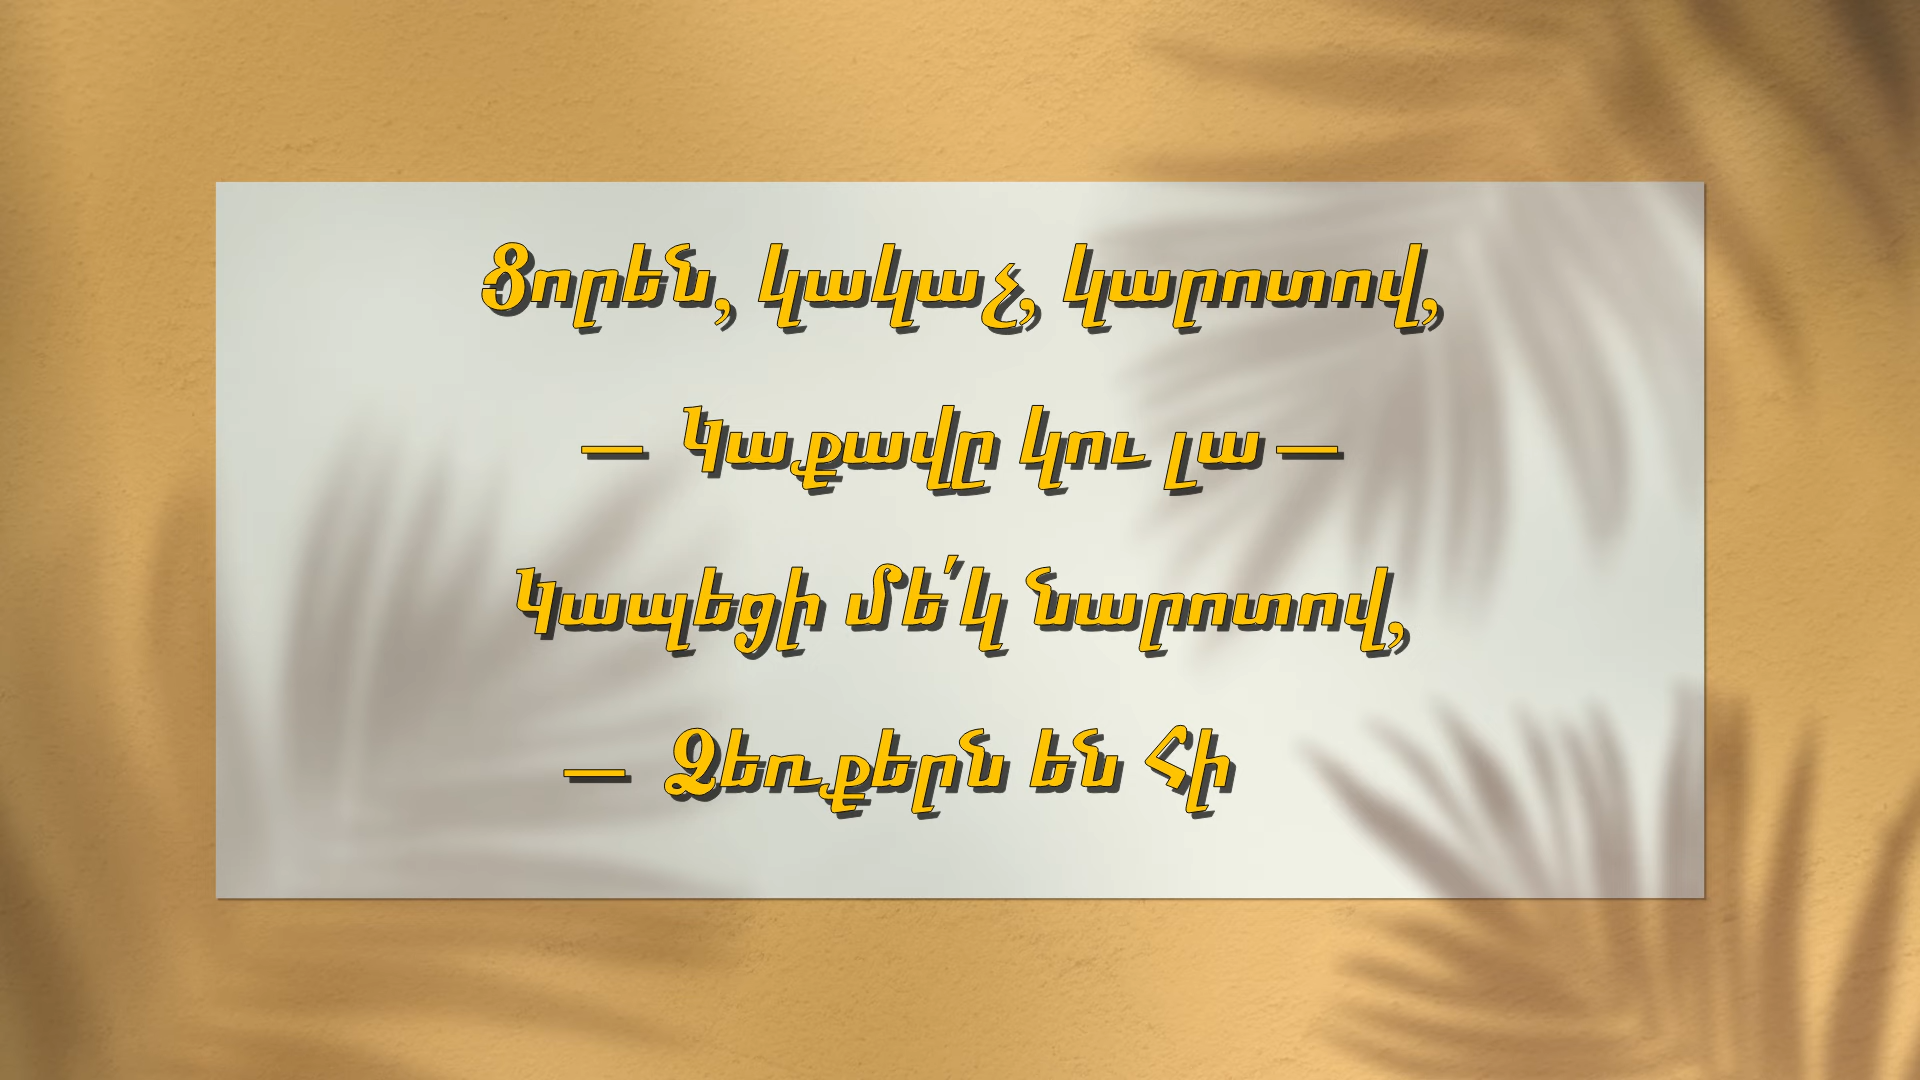 Ցորեն, կակաչ, կարոտով,
— Կաքավը կու լա —
Կապեցի մե՛կ նարոտով,
— Ձեռքերն են Հի